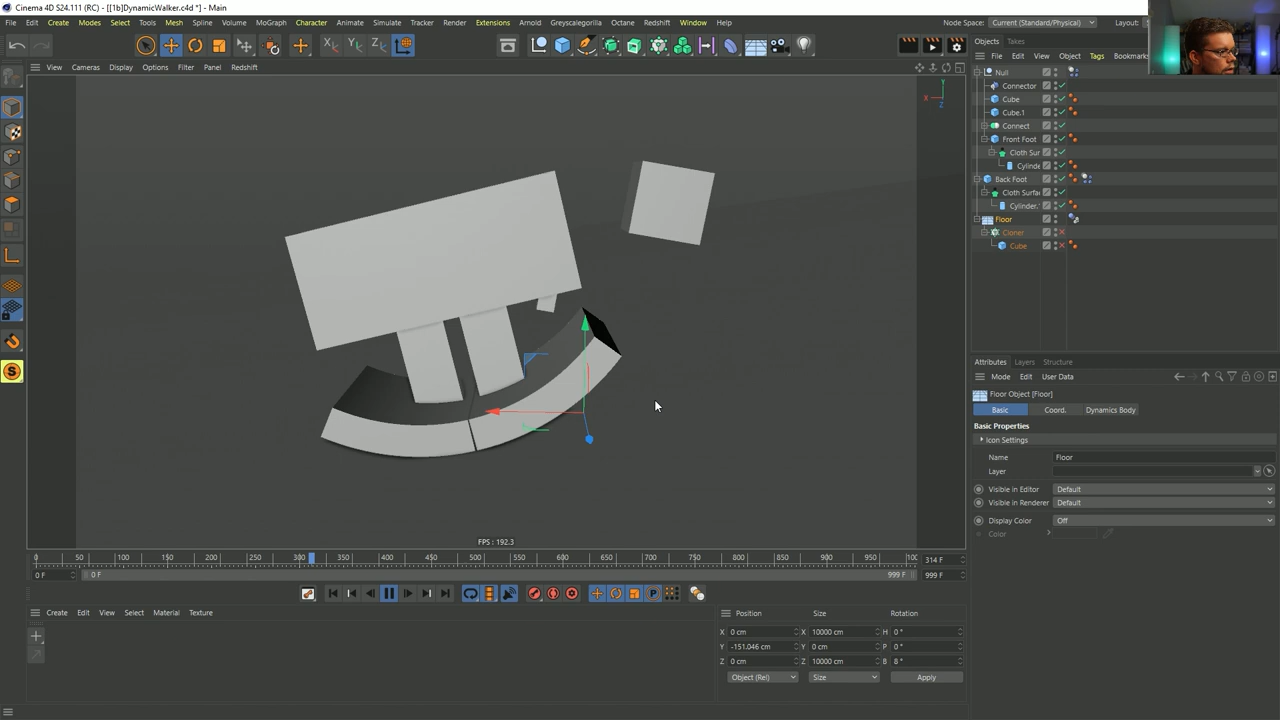 Cinema 4D S24.111 (RC) - [[1b]DynamicWalker.c4d *] - Main
File Edit Create Modes Select Tools Mesh Spline Volume MoGraph Character Animate Simulate Tracker Render Extensions Arnold Greyscalegorilla Octane Redshift Window Help
Node Space: Current (Standard/Physical) Layout:
Objects Takes
File Edit View Object Tags Bookmarks
View Cameras Display Options Filter Panel Redshift
Null
Connector
Cube
Cube.1
Connect
Front Foot
Cloth Sur
Cylinde
Back Foot
Cloth Surfa
Cylinder.
Floor
Cloner
Cube
Y
X
Z
Attributes Layers Structure
Mode Edit User Data
Floor Object [Floor]
Basic Coord. Dynamics Body
Basic Properties
Icon Settings
Name Floor
Layer
Visible in Editor Default
Visible in Renderer Default
Display Color Off
Color
FPS : 192.3
0 50 100 150 200 250 300 350 400 450 500 550 600 650 700 750 800 850 900 950 100 314 F
0 F 0 F 999 F 999 F
P
Create Edit View Select Material Texture
Position Size Rotation
X 0 cm X 10000 cm H 0 °
Y -151.046 cm Y 0 cm P 0 °
Z 0 cm Z 10000 cm B 8 °
Object (Rel) Size Apply